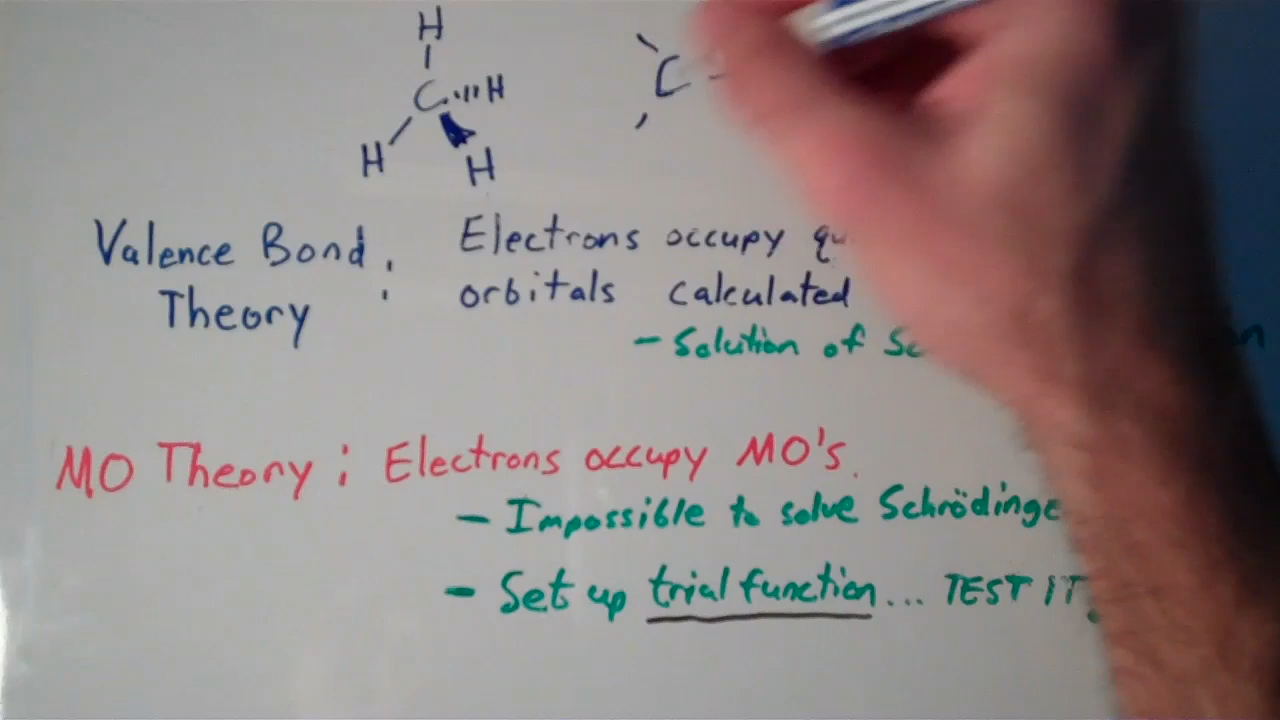 H
C H
H H
C
Valence Bond :
Theory
Electrons occupy
orbitals calculated
- Solution of
MO Theory : Electrons occupy MO's.
- Impossible to solve
- Set up trial function... TEST IT